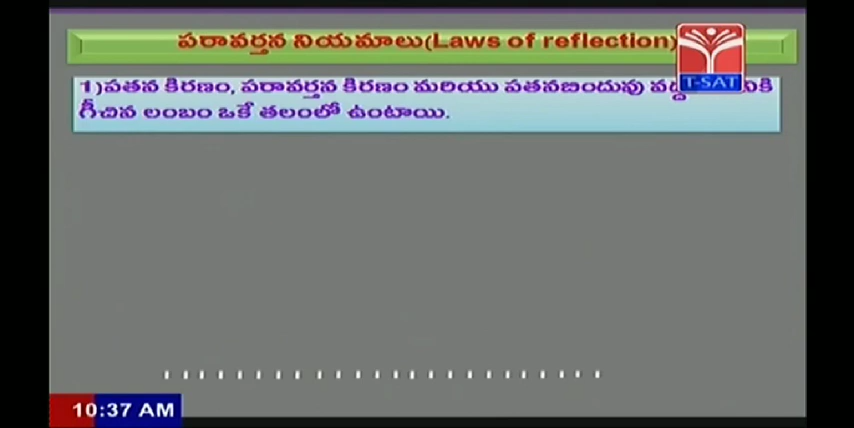 పరావర్తన నియమాలు(Laws of reflection)
T-SAT
1)పతన కిరణం, పరావర్తన కిరణం మరియు పతనబిందువు వద్ద
గీచిన లంబం ఒకే తలంలో ఉంటాయి.
10:37 AM